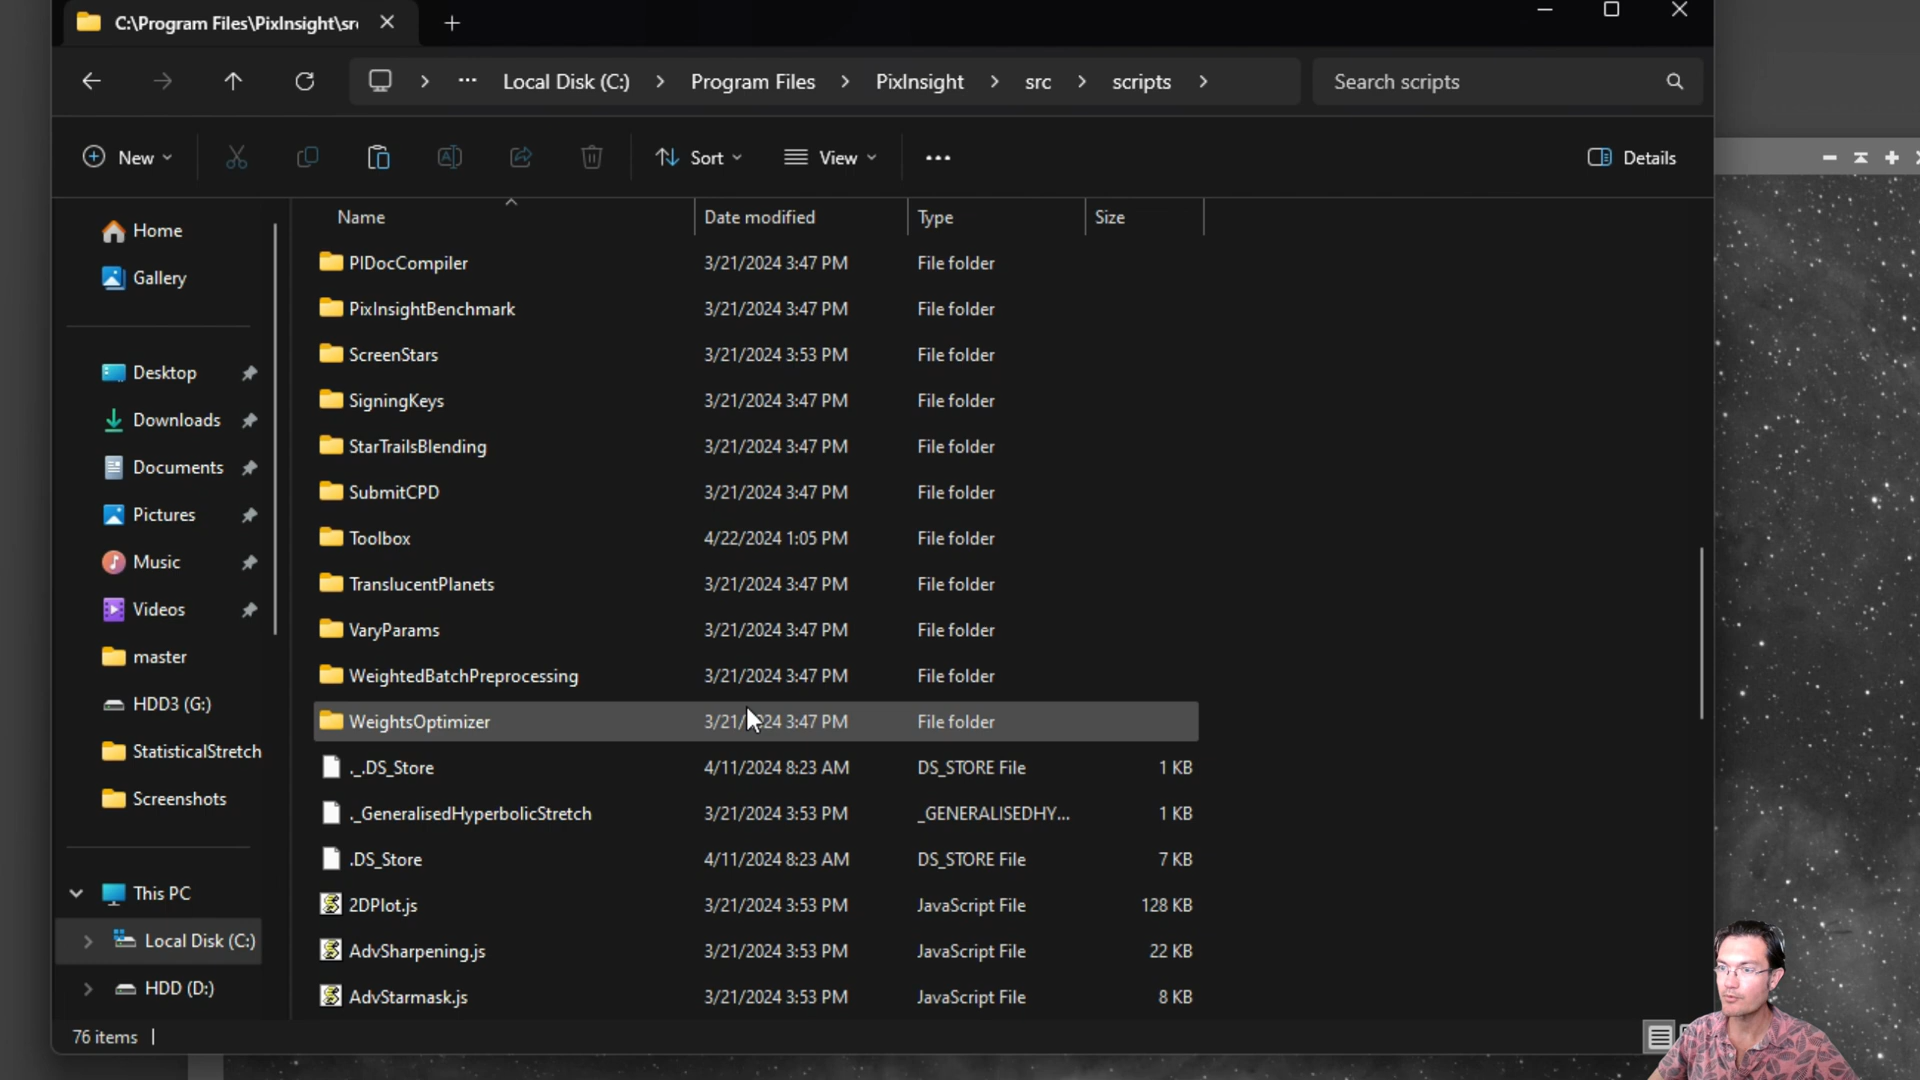 C:\Program Files\PixInsight\sr
Local Disk (C:) Program Files PixInsight src scripts
Search scripts
New
Sort
View
Details
Name Date modified Type Size
Home
Gallery
Desktop
Downloads
Documents
Pictures
Music
Videos
master
HDD3 (G:)
StatisticalStretch
Screenshots
This PC
Local Disk (C:)
HDD (D:)
PIDocCompiler 3/21/2024 3:47 PM File folder
PixInsightBenchmark 3/21/2024 3:47 PM File folder
ScreenStars 3/21/2024 3:53 PM File folder
SigningKeys 3/21/2024 3:47 PM File folder
StarTrailsBlending 3/21/2024 3:47 PM File folder
SubmitCPD 3/21/2024 3:47 PM File folder
Toolbox 4/22/2024 1:05 PM File folder
TranslucentPlanets 3/21/2024 3:47 PM File folder
VaryParams 3/21/2024 3:47 PM File folder
WeightedBatchPreprocessing 3/21/2024 3:47 PM File folder
WeightsOptimizer 3/21/2024 3:47 PM File folder
._.DS_Store 4/11/2024 8:23 AM DS_STORE File 1 KB
._GeneralisedHyperbolicStretch 3/21/2024 3:53 PM _GENERALISEDHY... 1 KB
.DS_Store 4/11/2024 8:23 AM DS_STORE File 7 KB
2DPlot.js 3/21/2024 3:53 PM JavaScript File 128 KB
AdvSharpening.js 3/21/2024 3:53 PM JavaScript File 22 KB
AdvStarmask.js 3/21/2024 3:53 PM JavaScript File 8 KB
76 items